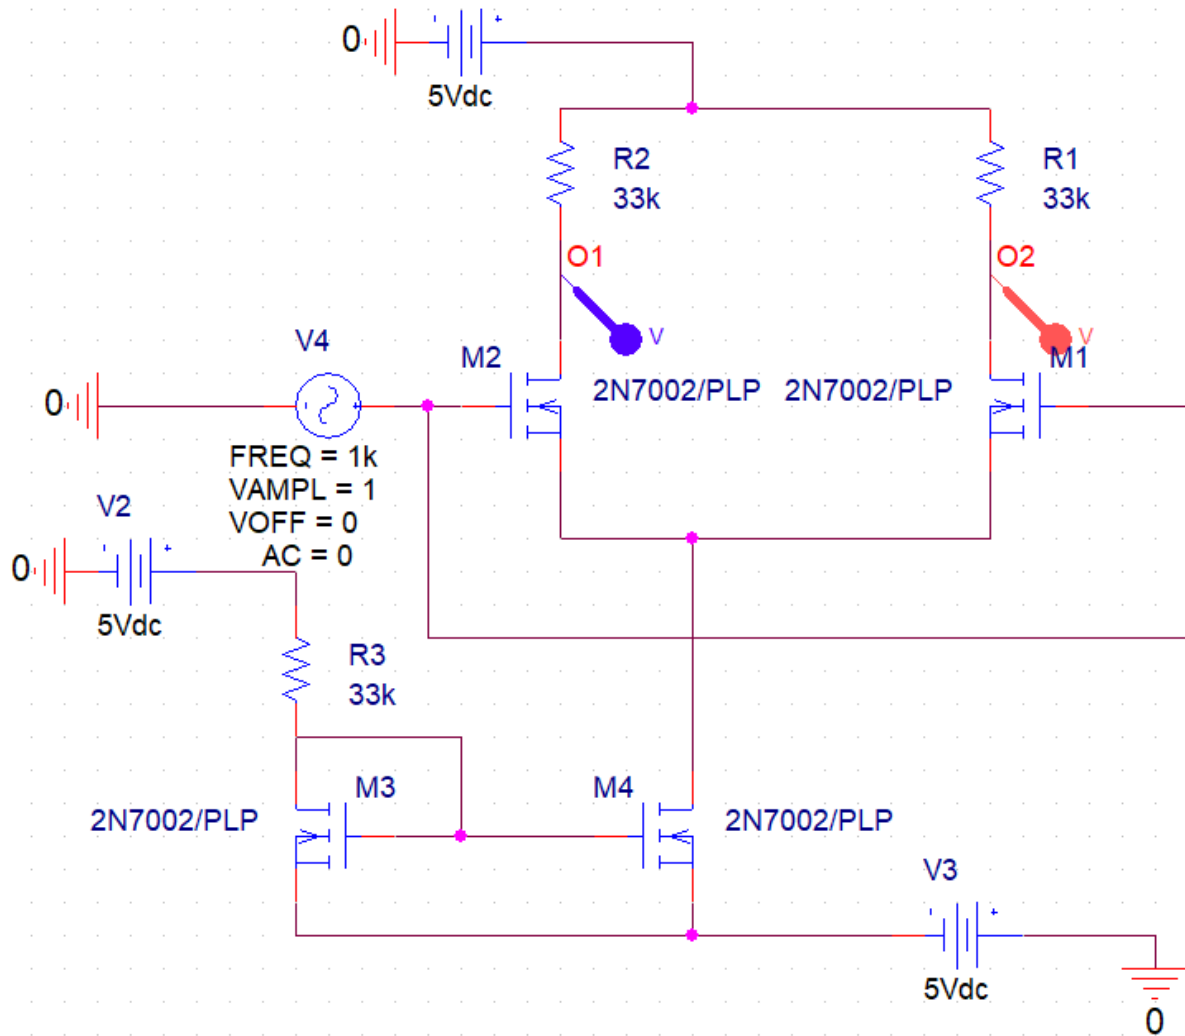 0
5Vdc
R2
33k
R1
33k
O1
O2
V
V
V4
M2
M1
2N7002/PLP
2N7002/PLP
0
FREQ = 1k
VAMPL = 1
VOFF = 0
AC = 0
V2
0
5Vdc
R3
33k
M3
M4
2N7002/PLP
2N7002/PLP
V3
5Vdc
0